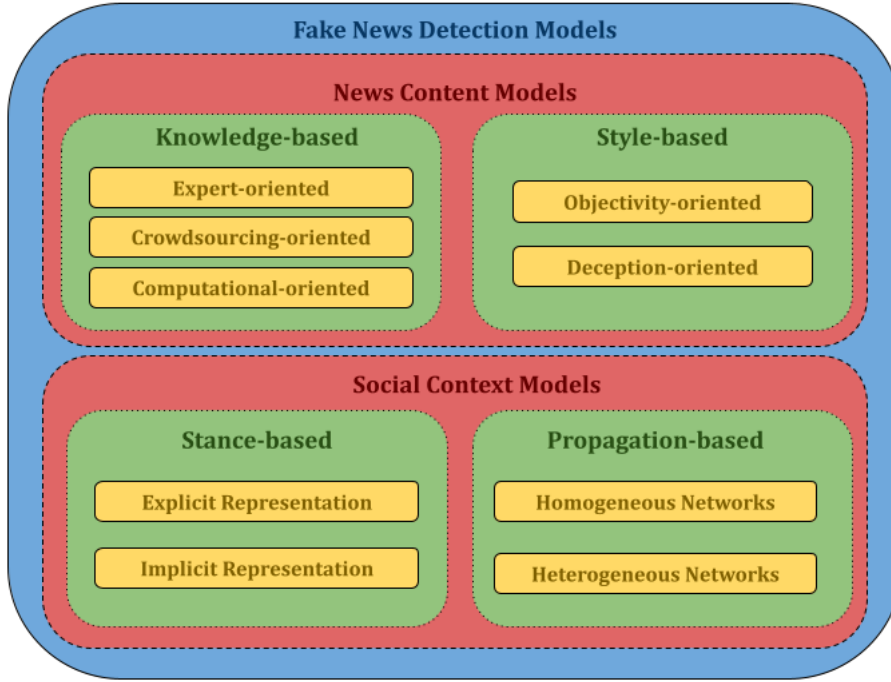 Fake News Detection Models
News Content Models
Knowledge-based
Expert-oriented
Crowdsourcing-oriented
Computational-oriented
Style-based
Objectivity-oriented
Deception-oriented
Social Context Models
Stance-based
Explicit Representation
Implicit Representation
Propagation-based
Homogeneous Networks
Heterogeneous Networks